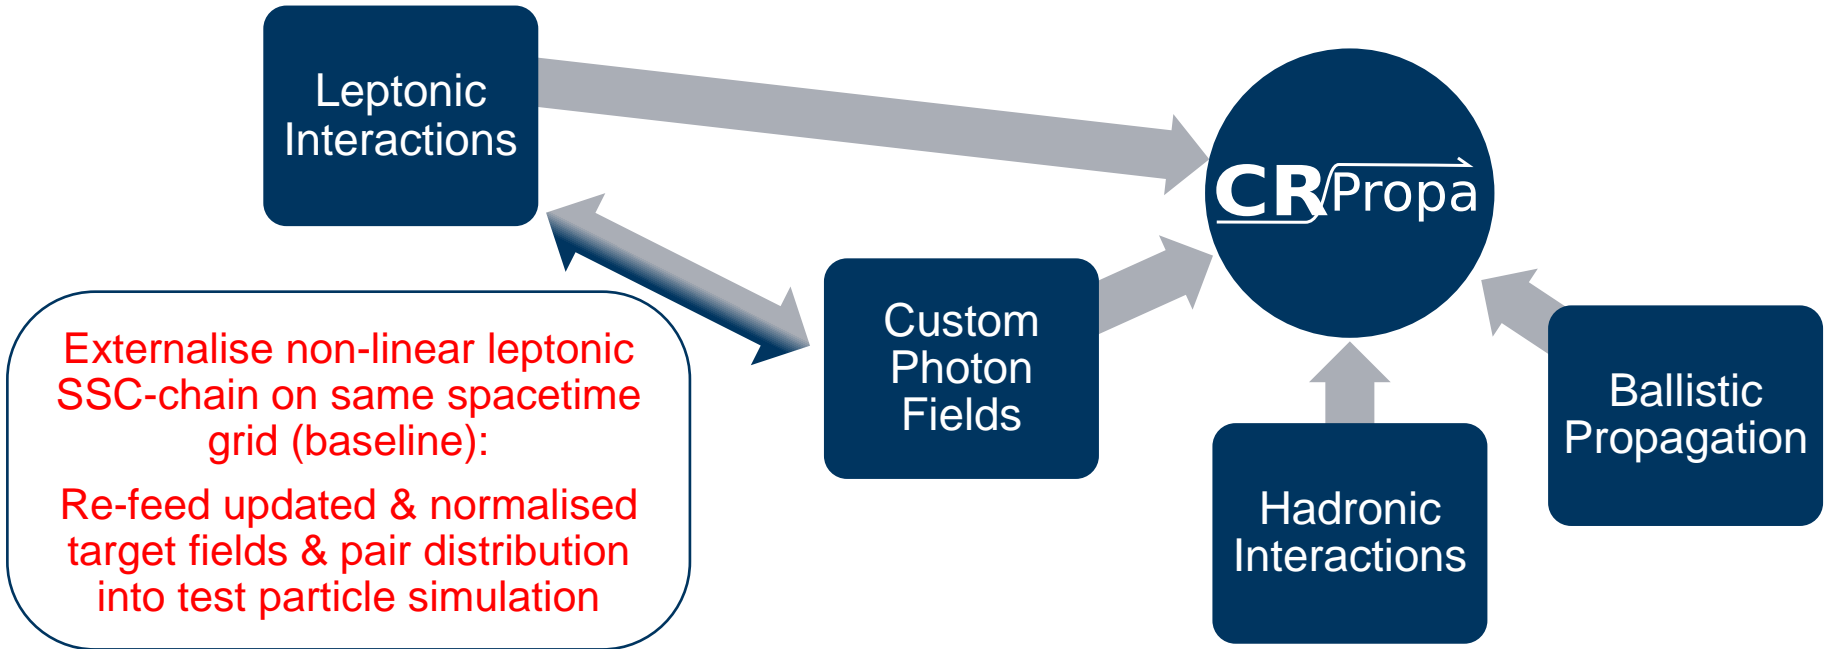 Leptonic
Interactions
CRPropa
Custom
Photon
Fields
Ballistic
Propagation
Hadronic
Interactions
Externalise non-linear leptonic
SSC-chain on same spacetime
grid (baseline):
Re-feed updated & normalised
target fields & pair distribution
into test particle simulation